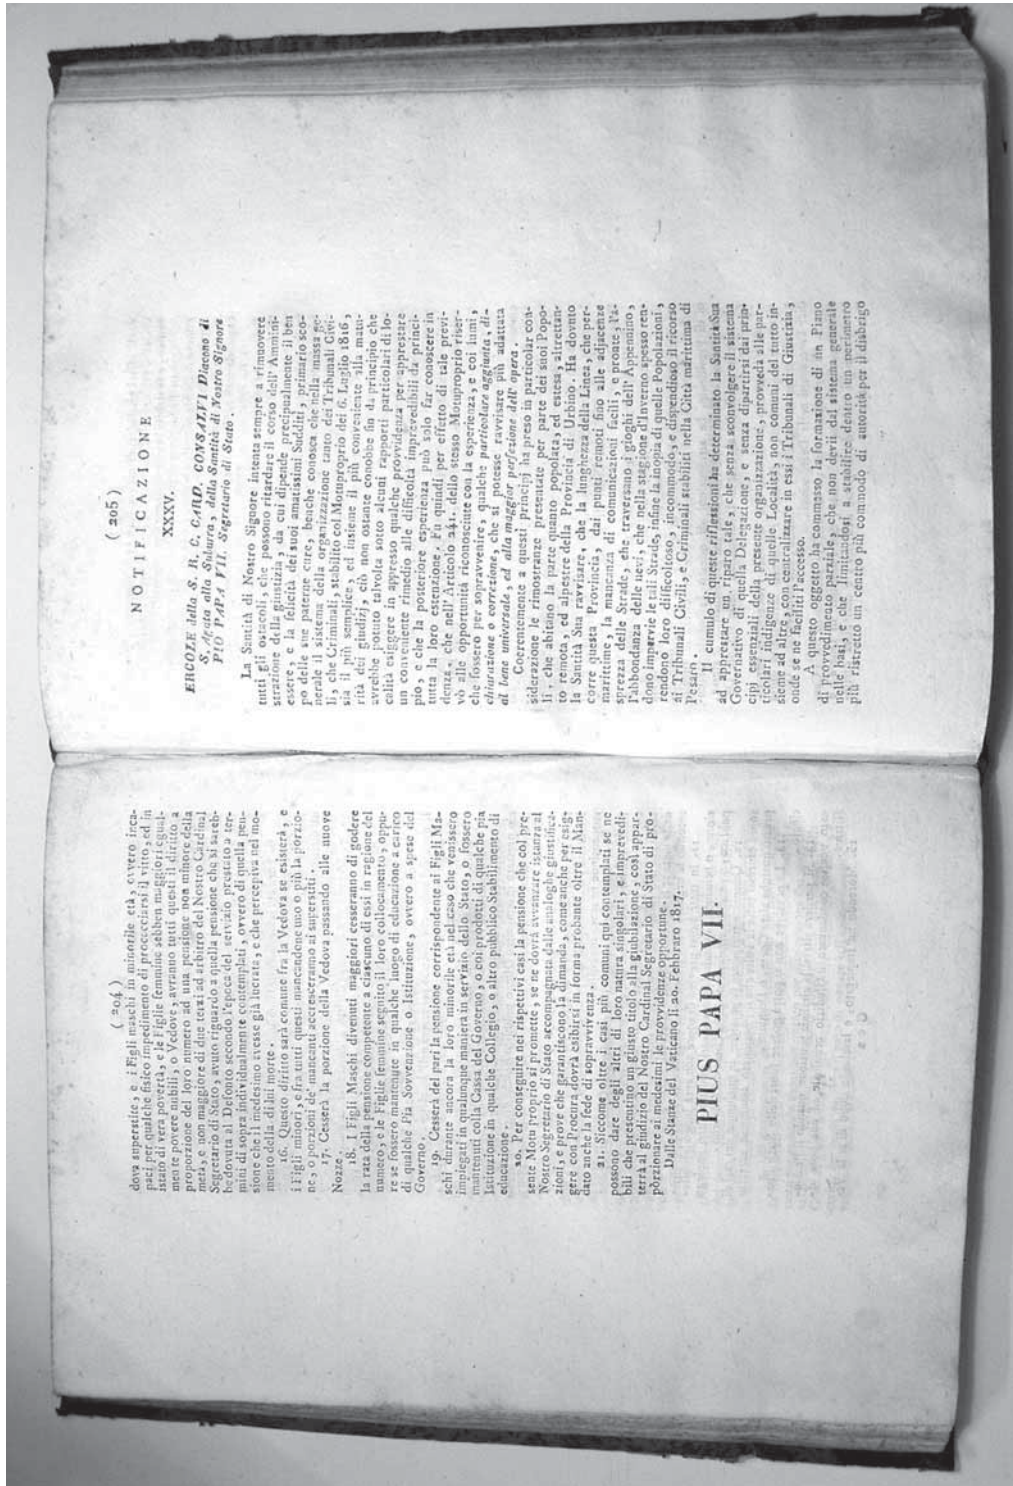 ( 204 )
dova superstite, e i Figli maschi in minorile età, ovvero inca-
paci per qualche fisico impedimento di procacciarsi il vitto, ed in
istato di vera povertà, e le Figlie femine sebben maggiori egual-
mente povere nubili, o Vedove, avranno tutti questi il diritto a
proporzione del loro numero ad una pensione non minore della
metà, e non maggiore di due terzi ad arbitro del Nostro Cardinal
Segretario di Stato, avuto riguardo a quella pensione che si sareb-
be dovuta al Defonto secondo l'epoca del servizio prestato a ter-
mini di sopra individualmente contemplati, ovvero di quella pen-
sione che il medesimo avesse già lucrata, e che perceptiva nel mo-
mento della di lui morte.
16. Questo diritto sarà comune fra la Vedova se esisterà, e
i Figli minori, e fra tutti questi mancandone uno o più la porzio-
ne, o porzioni de' mancanti accresceranno ai superstiti.
17. Cesserà la porzione della Vedova passando alle nuove
Nozze.
18. I Figli Maschi divenuti maggiori cesseranno di godere
la rata della pensione competente a ciascuno di essi in ragione del
numero, e le Figlie femmine seguito il loro collocamento, oppu-
re se fossero mantenute in qualche luogo di educazione a carico
di qualche Pia Sovvenzione o Istituzione, ovvero a spese del
Governo.
19. Cesserà del pari la pensione corrispondente ai Figli Ma-
schi durante ancora la loro minorile età nel caso che venissero
impiegati in qualunque maniera in servizio dello Stato, o fossero
mantenuti colla Cassa del Governo, o coi prodotti di qualche pia
Istituzione in qualche Collegio, o altro pubblico Stabilimento di
educazione.
20. Per conseguire nei rispettivi casi la pensione che col pre-
sente Motu proprio si promette, se ne dovrà avvanzare istanza al
Nostro Segretario di Stato accompagnata dalle analoghe giustifica-
zioni, e prove che garantiscono la dimanda, come anche per esig-
gere con Procura dovrà esibirsi in forma probante oltre il Man-
dato anche la fede di sopravvivenza.
21. Siccome oltre i casi più comuni qui contemplati se ne
possono dare degli altri di loro natura singolari, e imprevedi-
bili che presentino un giusto titolo alla giubilazione, così appar-
terrà al giudizio del Nostro Cardinal Segretario di Stato di pro-
porzionare ai medesimi le provvidenze opportune.
Dalle Stanze del Vaticano li 20. Febbraro 1817.
PIUS PAPA VII.
( 205 )
NOTIFICAZIONE
XXXV.
ERCOLE della S. R. C. CARD. CONSALVI Diacono di
S. Agata alla Suburra, della Santità di Nostro Signore
PIO PAPA VII. Segretario di Stato.
La Santità di Nostro Signore intenta sempre a rimuovere
tutti gli ostacoli, che possono ritardare il corso dell' Ammini-
strazione della giustizia, da cui dipende precipualmente il ben
essere, e la felicità dei suoi amatissimi Sudditi, primario sco-
po delle sue paterne cure, benche conosca che nella massa ge-
nerale il sistema della organizzazione tanto dei Tribunali Civi-
li, che Criminali, stabilito col Motuproprio dei 6. Luglio 1816,
sia il più semplice, ed insieme il più conveniente alla matu-
rità dei giudizj, ciò non ostante conobbe fin da principio che
avrebbe potuto talvolta sotto alcuni rapporti particolari di lo-
calità esigere in appresso qualche provvidenza per apprestare
un conveniente rimedio alle difficoltà imprevedibili da princi-
pio, e che la posteriore esperienza può solo far conoscere in
tutta la loro estenzione. Fu quindi per effetto di tale previ-
denza, che nell' Articolo 241. dello stesso Motuproprio riser-
vò alle opportunità riconosciute con la esperienza, e coi lumi,
che fossero per sopravvenire, qualche particolare aggiunta, di-
chiarazione o correzione, che si potesse ravvisare più adattata
al bene universale, ed alla maggior perfezione dell' opera.
Coerentemente a questi principj ha preso in particolar con-
siderazione le rimostranze presentate per parte dei suoi Popo-
li, che abitano la parte quanto popolata, ed estesa, altrettan-
to remota, ed alpestre della Provincia di Urbino. Ha dovuto
la Santità Sua ravvisare, che la lunghezza della Linea, che per-
corre questa Provincia, dai punti remoti fino alle adjacenze
marittime, la mancanza di comunicazioni facili, e pronte, l'a-
sprezza delle Strade, che traversano i gioghi dell' Appennino,
l'abbondanza delle nevi, che nella stagione d'Inverno spesso ren-
dono impervie le tali Strade, infine la inopia di quelle Popolazioni,
rendono loro difficoltoso, incommodo, e dispendioso il ricorso
ai Tribunali Civili, e Criminali stabiliti nella Città marittima di
Pesaro.
Il cumulo di queste riflessioni ha determinato la Santità Sua
ad apprestare un riparo tale, che senza sconvolgere il sistema
Governativo di quella Delegazione, e senza dipartirsi dai prin-
cipj essenziali della presente organizzazione, proveda alle par-
ticolari indigenze di quelle Località, non comuni del tutto in-
sieme ad altre, con centralizzare in essi i Tribunali di Giustizia,
onde se ne faciliti l'accesso.
A questo oggetto ha commesso la formazione di un Piano
di provvedimento parziale, che non devii dal sistema generale
nelle basi, e che limitandosi a stabilire dentro un perimetro
più ristretto un centro più commodo di autorità per il disbrigo